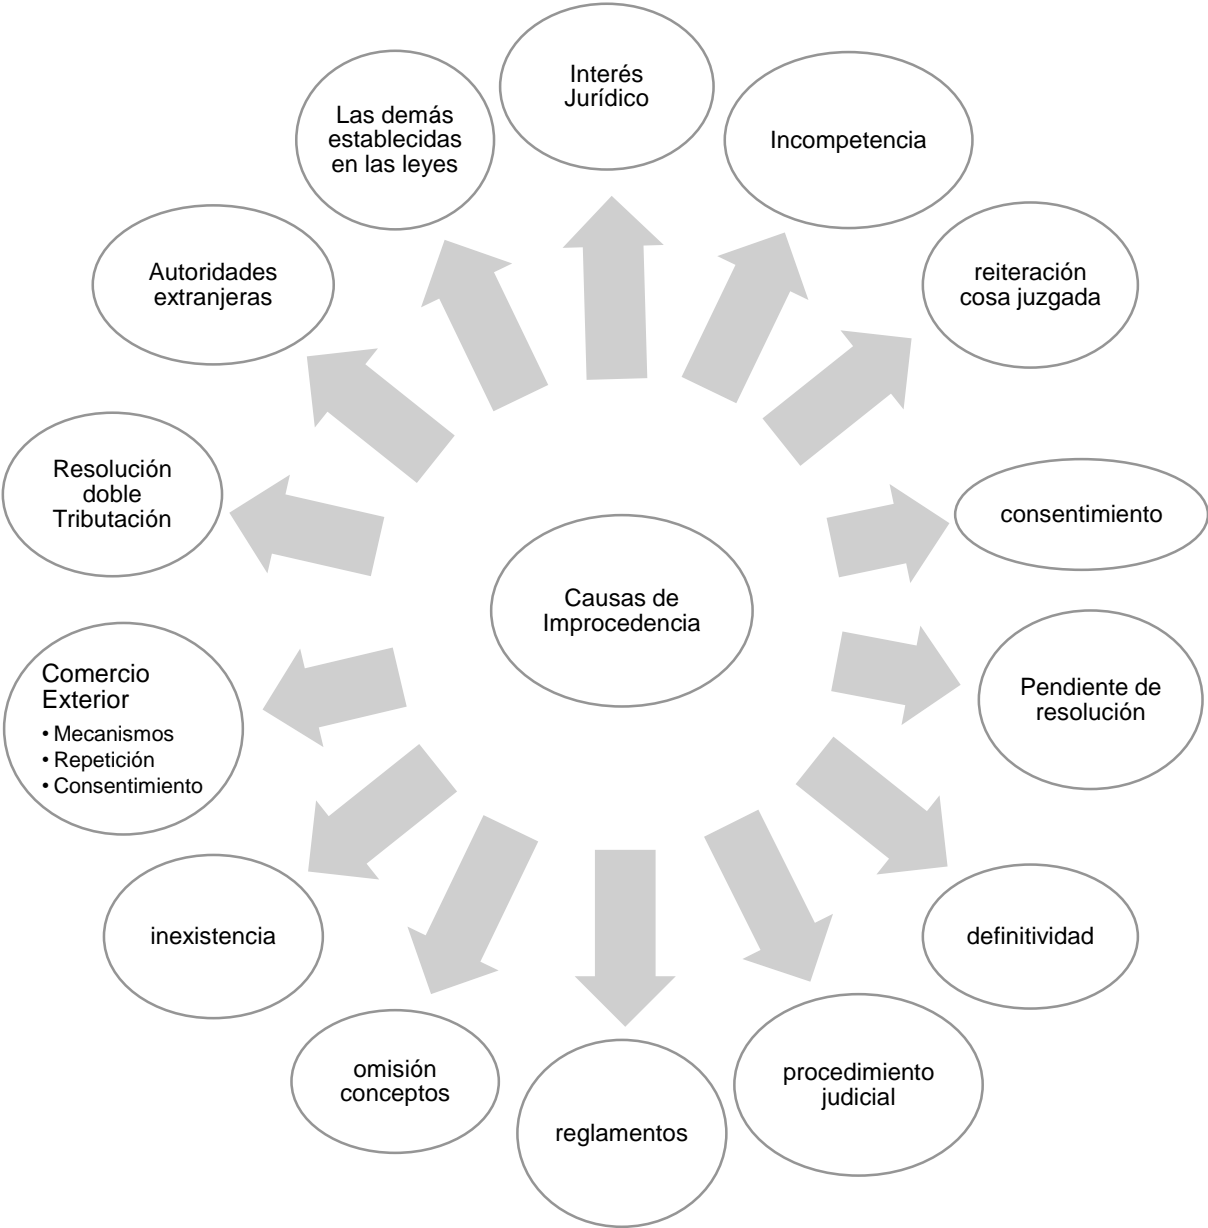 Interés
Jurídico
Incompetencia
reiteración
cosa juzgada
consentimiento
Pendiente de
resolución
definitividad
procedimiento
judicial
reglamentos
omisión
conceptos
inexistencia
Comercio
Exterior
• Mecanismos
• Repetición
• Consentimiento
Resolución
doble
Tributación
Autoridades
extranjeras
Las demás
establecidas
en las leyes
Causas de
Improcedencia